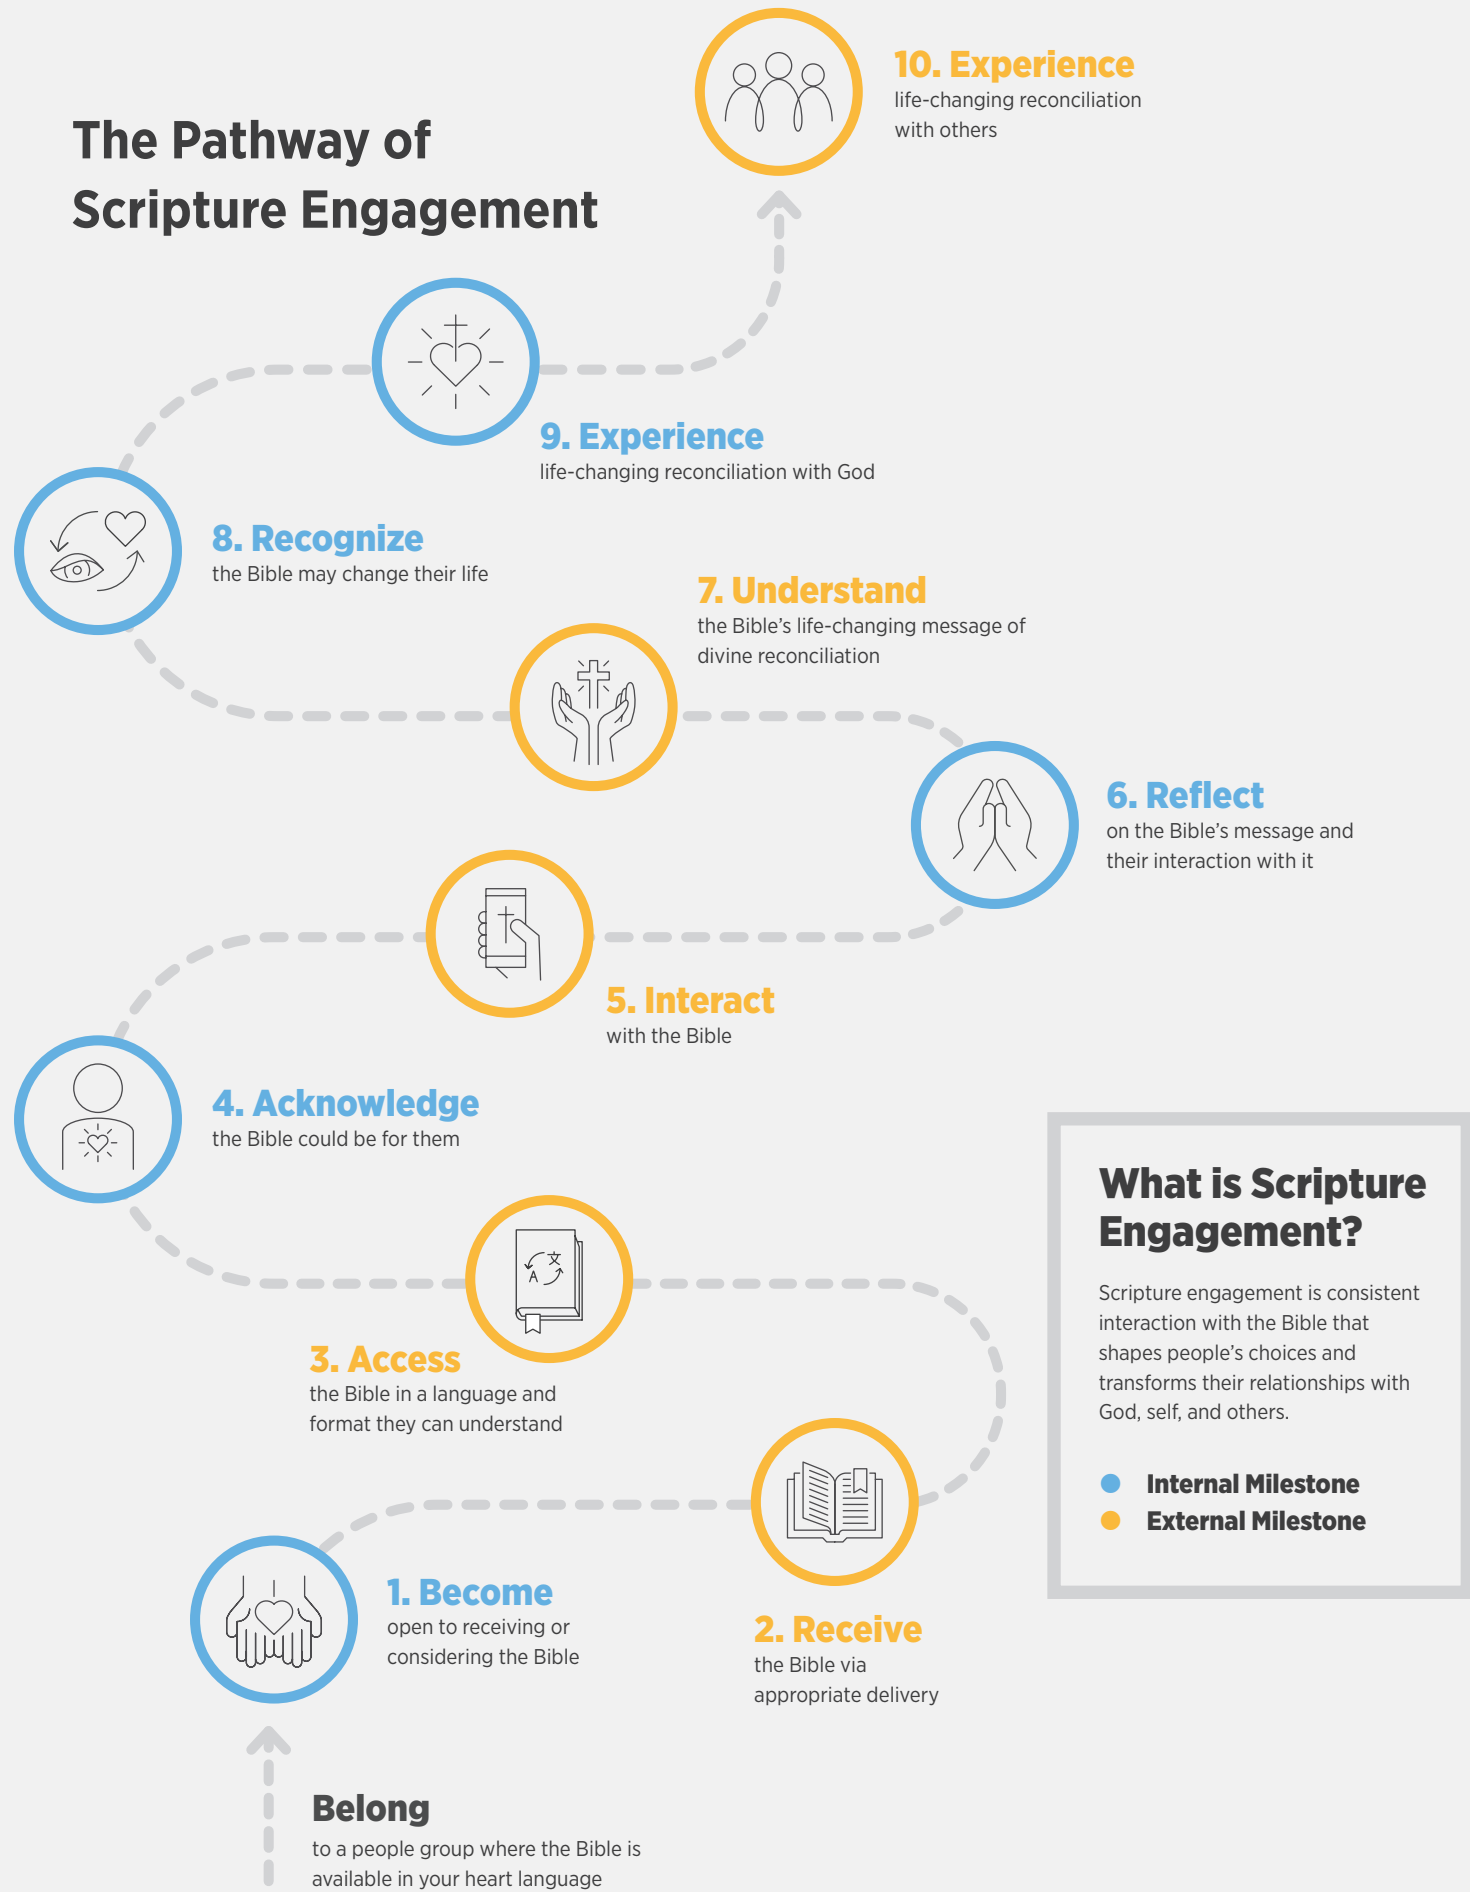 The Pathway of
Scripture Engagement
10. Experience
life-changing reconciliation
with others
9. Experience
life-changing reconciliation with God
8. Recognize
the Bible may change their life
7. Understand
the Bible’s life-changing message of
divine reconciliation
6. Reflect
on the Bible’s message and
their interaction with it
5. Interact
with the Bible
4. Acknowledge
the Bible could be for them
3. Access
the Bible in a language and
format they can understand
A 文
2. Receive
the Bible via
appropriate delivery
1. Become
open to receiving or
considering the Bible
Belong
to a people group where the Bible is
available in your heart language
What is Scripture
Engagement?
Scripture engagement is consistent
interaction with the Bible that
shapes people’s choices and
transforms their relationships with
God, self, and others.
Internal Milestone
External Milestone